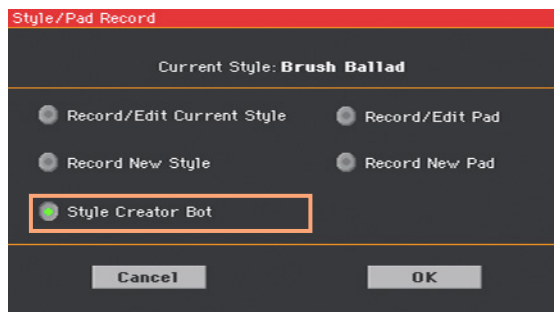 Style/Pad Record
Current Style: Brush Ballad
Record/Edit Current Style
Record/Edit Pad
Record New Style
Record New Pad
Style Creator Bot
Cancel
OK